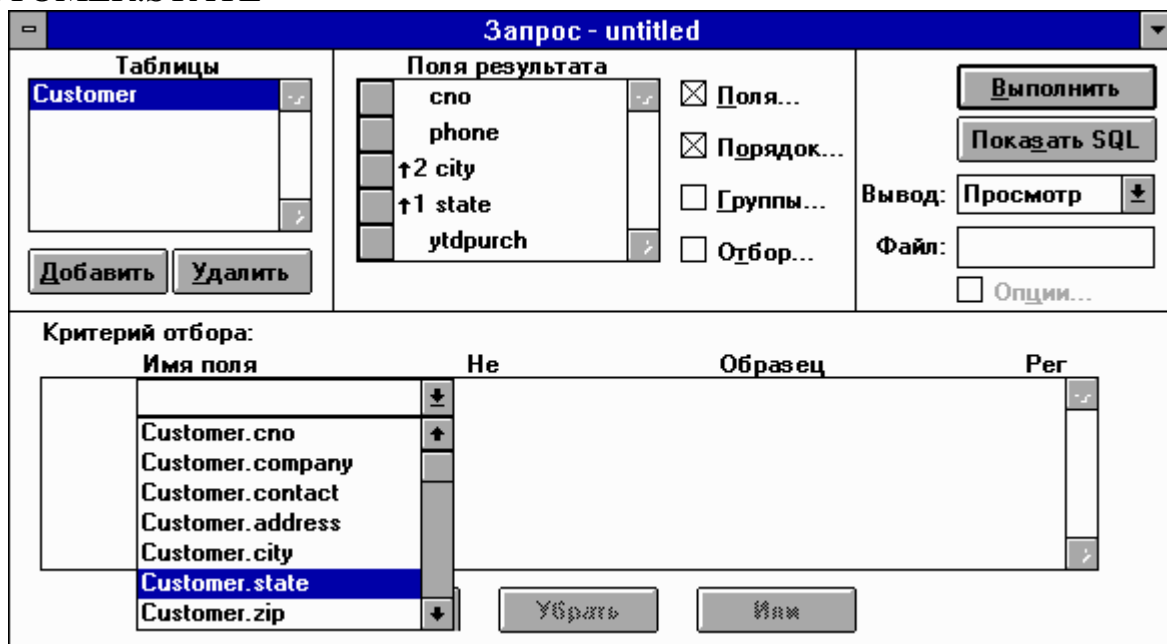 Запрос - untitled
Таблицы
Customer
Добавить
Удалить
Поля результата
cno
phone
↑2 city
↑1 state
ytdpurch
Поля...
Порядок...
Группы...
Отбор...
Выполнить
Показать SQL
Вывод: Просмотр
Файл:
Опции...
Критерий отбора:
Имя поля Не Образец Рег
Customer.cno
Customer.company
Customer.contact
Customer.address
Customer.city
Customer.state
Customer.zip
Убрать
Или